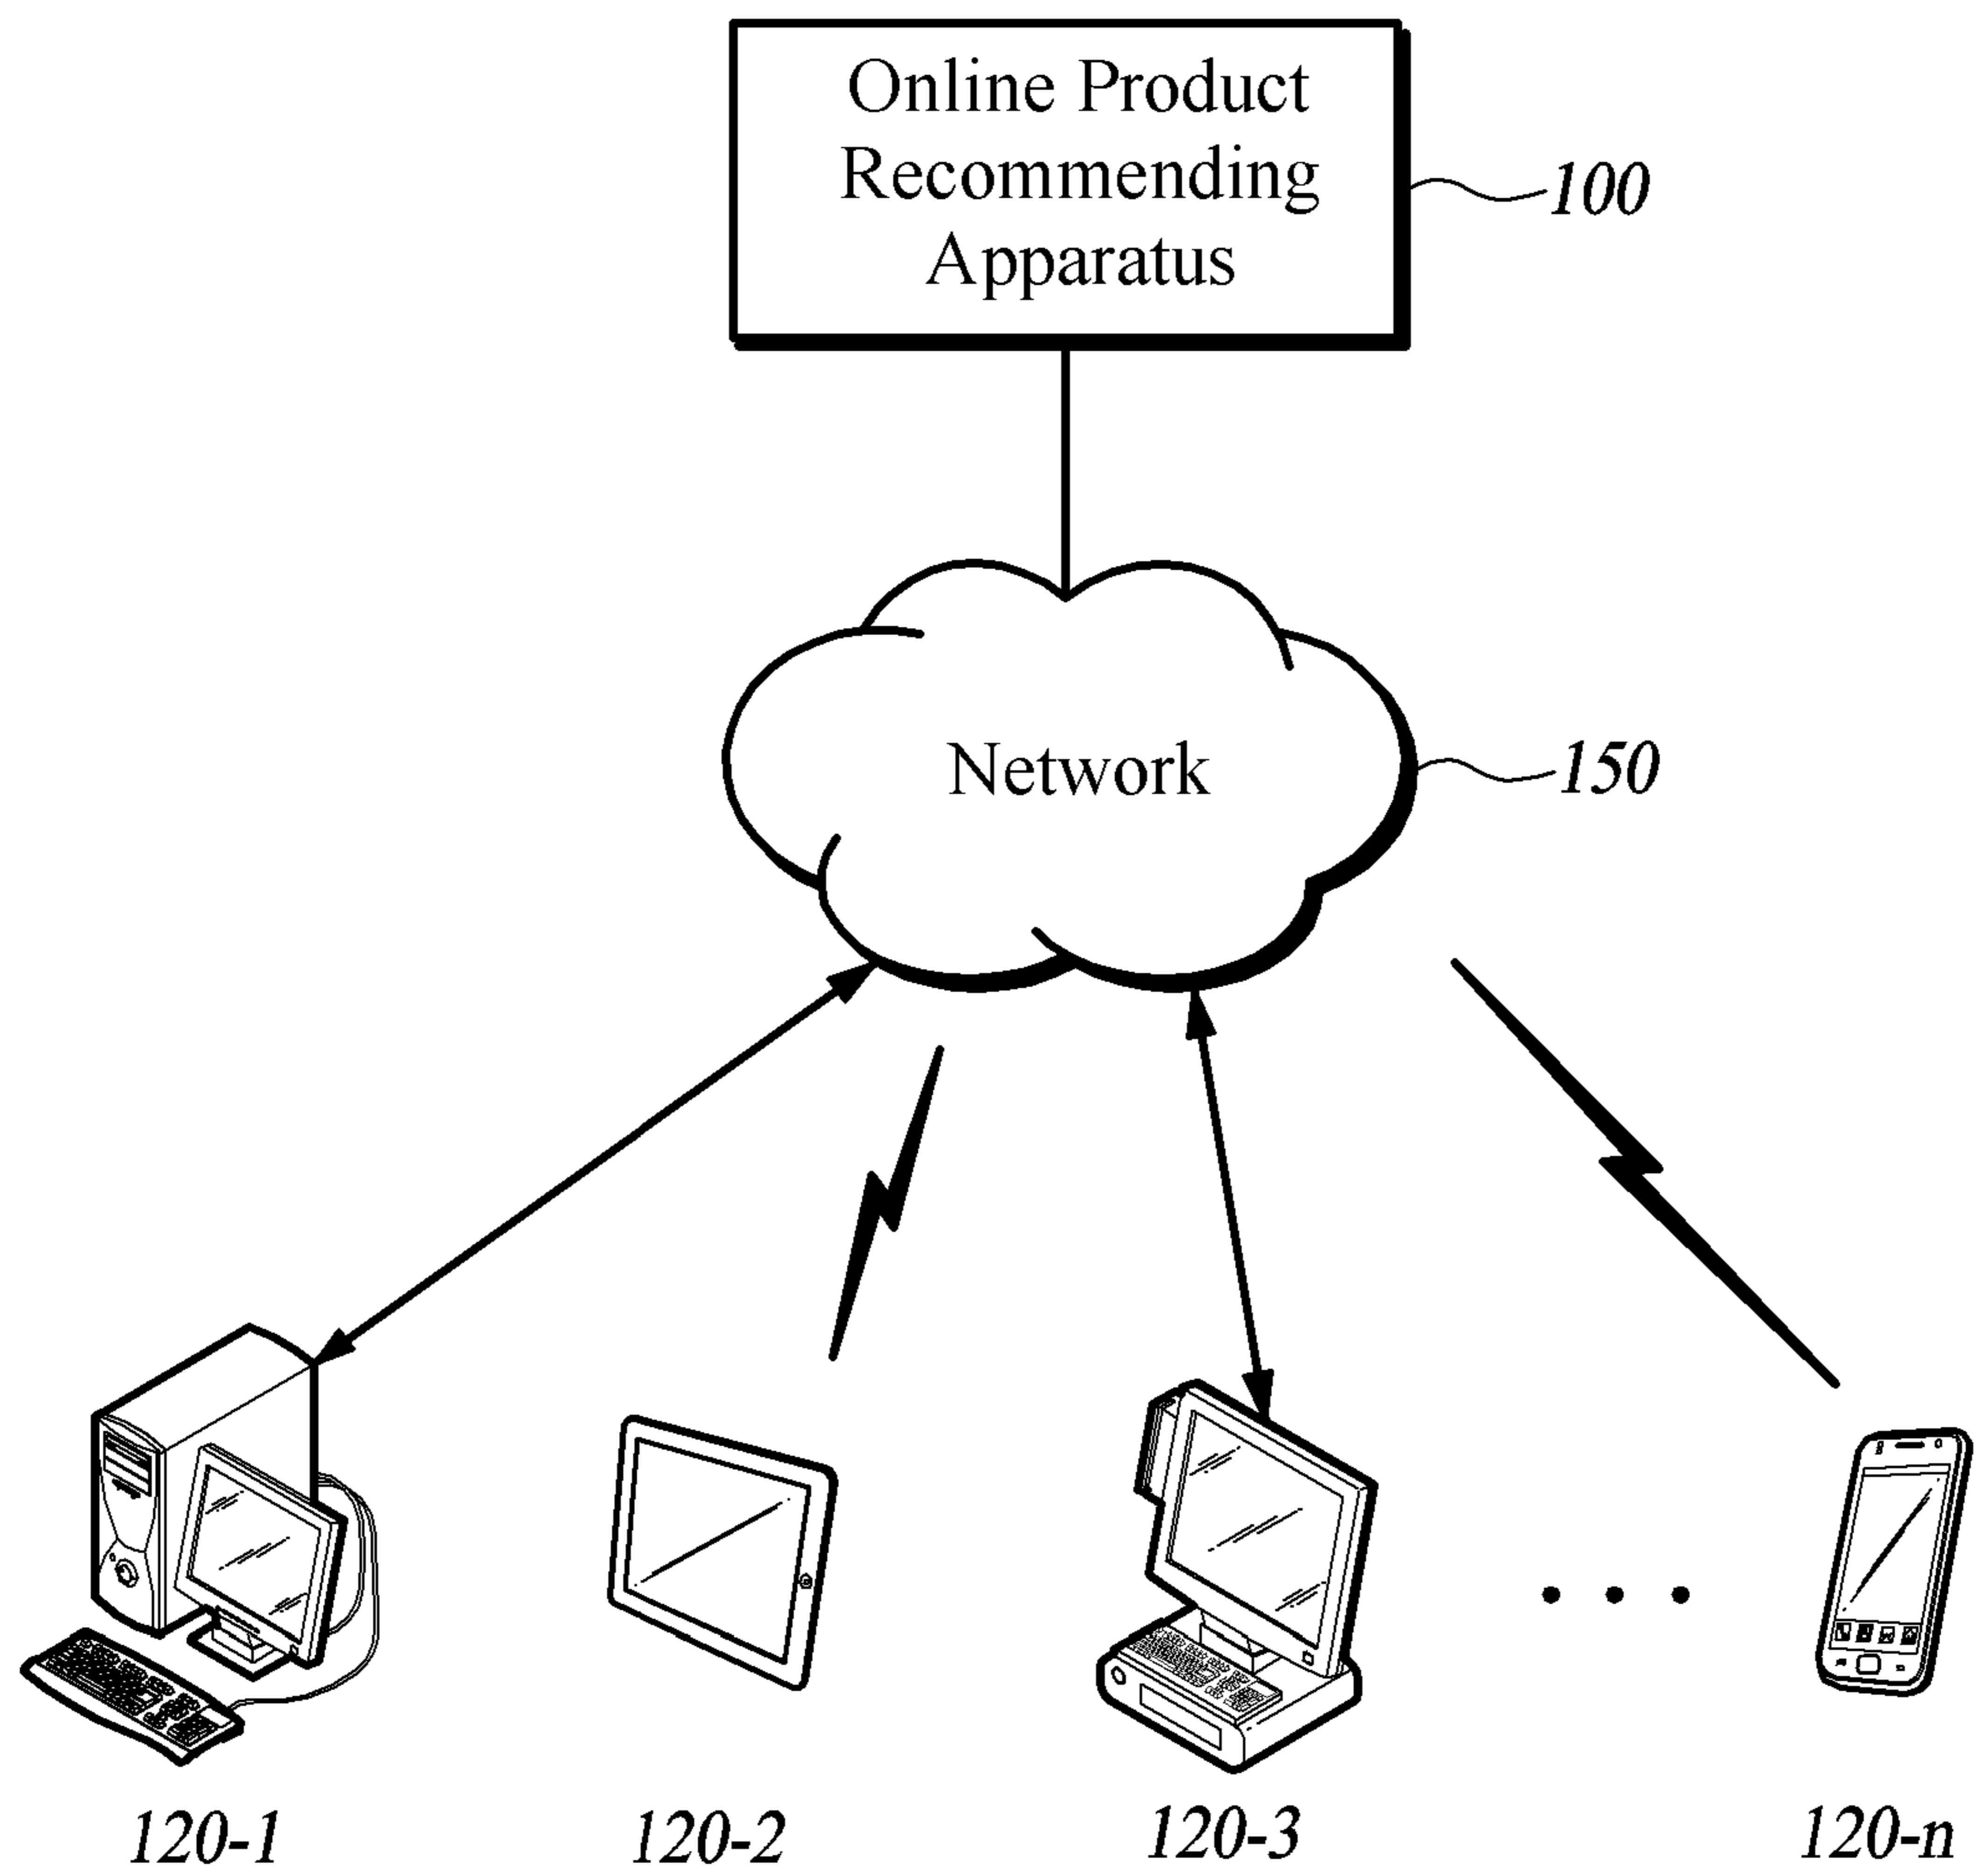 Online Product
Recommending
Apparatus
100
Network
150
120-1
120-2
120-3
120-n